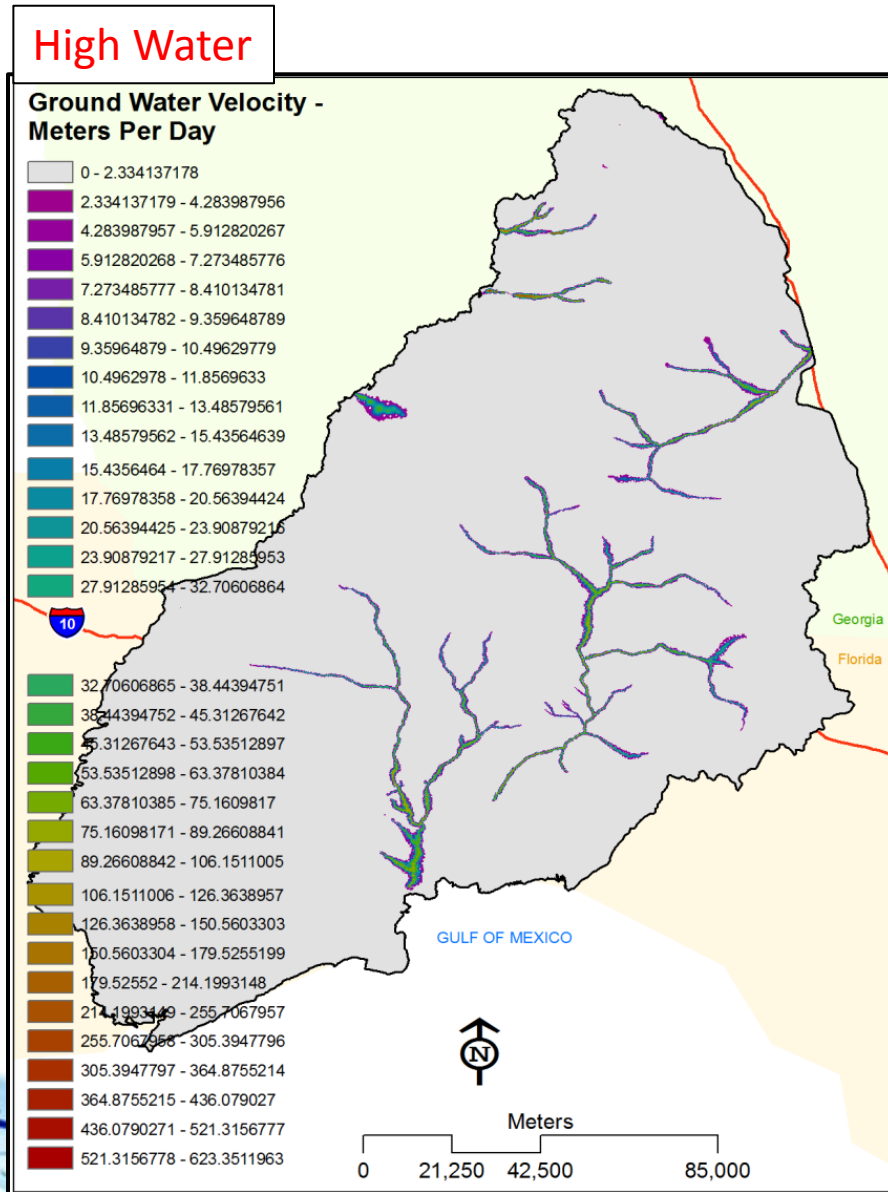 High Water
Ground Water Velocity -
Meters Per Day
0 - 2.334137178
2.334137179 - 4.283987956
4.283987957 - 5.912820267
5.912820268 - 7.273485776
7.273485777 - 8.410134781
8.410134782 - 9.359648789
9.35964879 - 10.49629779
10.4962978 - 11.8569633
11.85696331 - 13.48579561
13.48579562 - 15.43564639
15.4356464 - 17.76978357
17.76978358 - 20.56394424
20.56394425 - 23.90879216
23.90879217 - 27.91285953
27.91285954 - 32.70606864
10
Georgia
Florida
32.70606865 - 38.44394751
38.44394752 - 45.31267642
45.31267643 - 53.53512897
53.53512898 - 63.37810384
63.37810385 - 75.1609817
75.16098171 - 89.26608841
89.26608842 - 106.1511005
106.1511006 - 126.3638957
126.3638958 - 150.5603303
150.5603304 - 179.5255199
179.52552 - 214.1993148
214.1993149 - 255.7067957
255.7067958 - 305.3947796
305.3947797 - 364.8755214
364.8755215 - 436.079027
436.0790271 - 521.3156777
521.3156778 - 623.3511963
GULF OF MEXICO
N
Meters
0 21,250 42,500 85,000